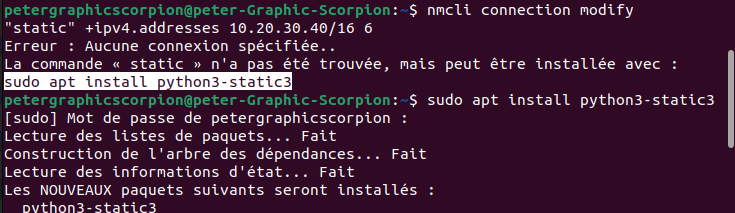 petergraphicscorpion@peter-Graphic-Scorpion:~$ nmcli connection modify
"static" +ipv4.addresses 10.20.30.40/16 6
Erreur : Aucune connexion spécifiée..
La commande « static » n'a pas été trouvée, mais peut être installée avec :
sudo apt install python3-static3
petergraphicscorpion@peter-Graphic-Scorpion:~$ sudo apt install python3-static3
[sudo] Mot de passe de petergraphicscorpion :
Lecture des listes de paquets... Fait
Construction de l'arbre des dépendances... Fait
Lecture des informations d'état... Fait
Les NOUVEAUX paquets suivants seront installés :
  python3-static3